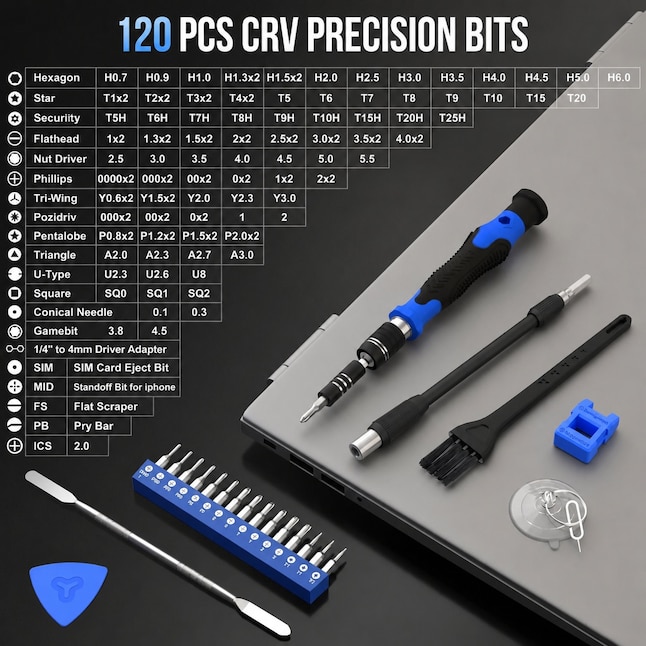 120 PCS CRV PRECISION BITS
Hexagon H0.7 H0.9 H1.0 H1.3x2 H1.5x2 H2.0 H2.5 H3.0 H3.5 H4.0 H4.5 H5.0 H6.0
Star T1x2 T2x2 T3x2 T4x2 T5 T6 T7 T8 T9 T10 T15 T20
Security T5H T6H T7H T8H T9H T10H T15H T20H T25H
Flathead 1x2 1.3x2 1.5x2 2x2 2.5x2 3.0x2 3.5x2 4.0x2
Nut Driver 2.5 3.0 3.5 4.0 4.5 5.0 5.5
Phillips 0000x2 000x2 00x2 0x2 1x2 2x2
Tri-Wing Y0.6x2 Y1.5x2 Y2.0 Y2.3 Y3.0
Pozidriv 000x2 00x2 0x2 1 2
Pentalobe P0.8x2 P1.2x2 P1.5x2 P2.0x2
Triangle A2.0 A2.3 A2.7 A3.0
U-Type U2.3 U2.6 U8
Square SQ0 SQ1 SQ2
Conical Needle 0.1 0.3
Gamebit 3.8 4.5
1/4" to 4mm Driver Adapter
SIM SIM Card Eject Bit
MID Standoff Bit for iphone
FS Flat Scraper
PB Pry Bar
ICS 2.0